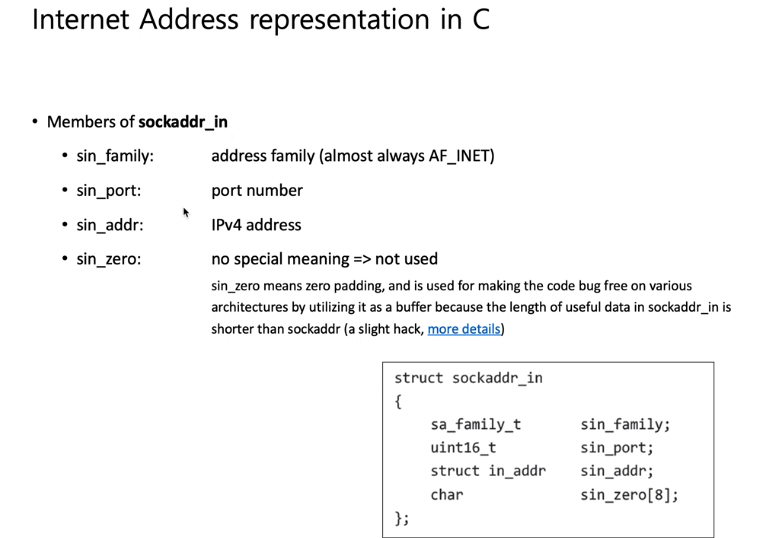 Internet Address representation in C
• Members of sockaddr_in
• sin_family: address family (almost always AF_INET)
• sin_port: port number
• sin_addr: IPv4 address
• sin_zero: no special meaning => not used
sin_zero means zero padding, and is used for making the code bug free on various
architectures by utilizing it as a buffer because the length of useful data in sockaddr_in is
shorter than sockaddr (a slight hack, more details)
struct sockaddr_in
{
sa_family_t sin_family;
uint16_t sin_port;
struct in_addr sin_addr;
char sin_zero[8];
};